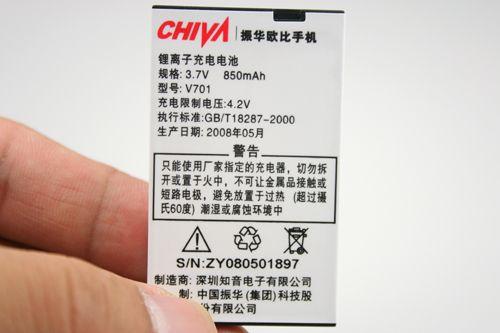 CHIVA 振华欧比手机
锂离子充电电池
规格: 3.7V 850mAh
型号: V701
充电限制电压:4.2V
执行标准:GB/T18287-2000
生产日期: 2008年05月
警告
只能使用厂家指定的充电器，切勿拆
开或置于火中，不可让金属品接触或
短路电极，避免放置于过热 (超过摄
氏60度) 潮湿或腐蚀环境中
S/N:ZY080501897
制造商: 深圳知音电子有限公司
中国振华(集团)科技股
份有限公司